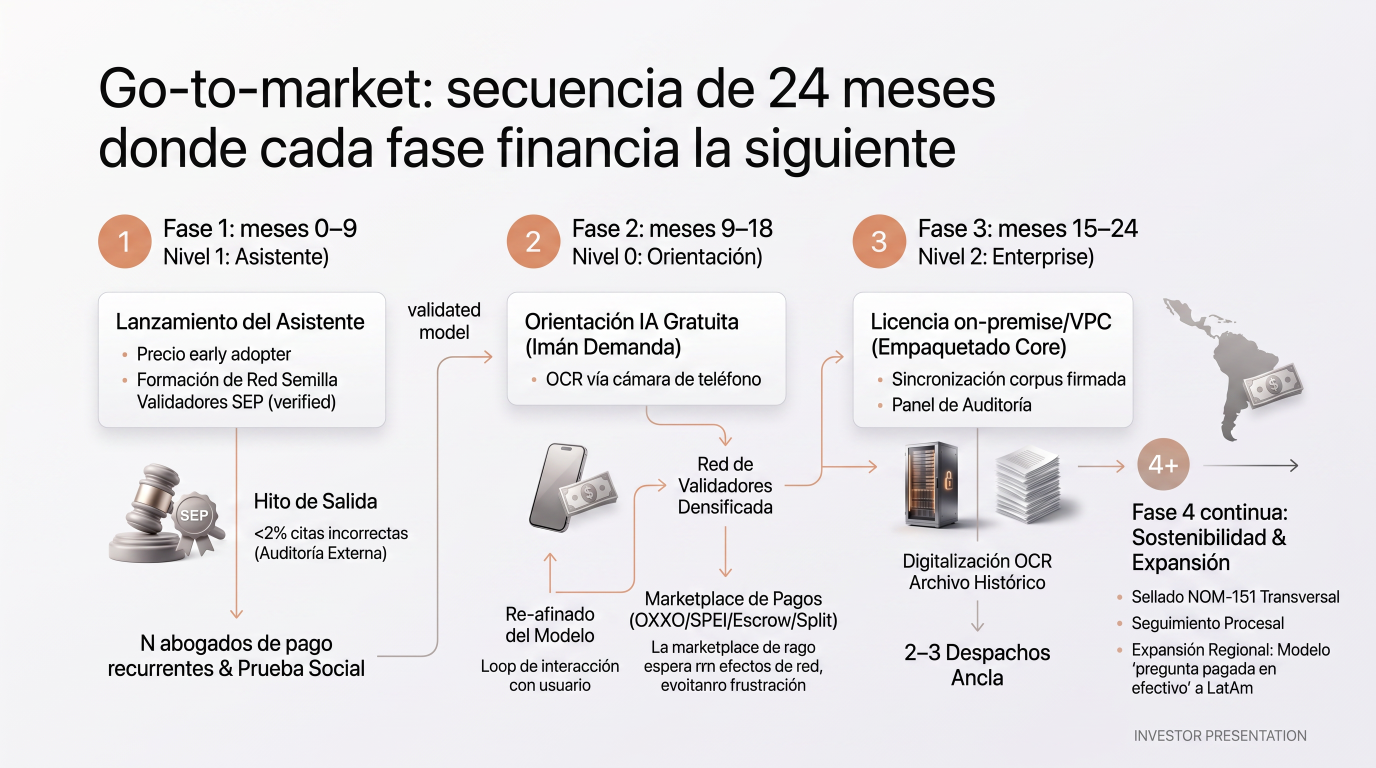 Go-to-market: secuencia de 24 meses
donde cada fase financia la siguiente
1
Fase 1: meses 0–9
Nivel 1: Asistente)
Lanzamiento del Asistente
• Precio early adopter
• Formación de Red Semilla
Validadores SEP (verified)
SEP
Hito de Salida
<2% citas incorrectas
(Auditoría Externa)
N abogados de pago
recurrentes & Prueba Social
validated
model
2
Fase 2: meses 9–18
Nivel 0: Orientación)
Orientación IA Gratuita
(Imán Demanda)
• OCR vía cámara de teléfono
Red de
Validadores
Densificada
Re-afinado
del Modelo
Loop de interacción
con usuario
Marketplace de Pagos
(OXXO/SPEI/Escrow/Split)
La marketplace de rago
espera rrn efectos de red,
evoitanro frustración
3
Fase 3: meses 15–24
Nivel 2: Enterprise)
Licencia on-premise/VPC
(Empaquetado Core)
• Sincronización corpus firmada
• Panel de Auditoría
Digitalización OCR
Archivo Histórico
2–3 Despachos
Ancla
4+
Fase 4 continua:
Sostenibilidad &
Expansión
• Sellado NOM-151 Transversal
• Seguimiento Procesal
• Expansión Regional: Modelo
‘pregunta pagada en
efectivo’ a LatAm
INVESTOR PRESENTATION